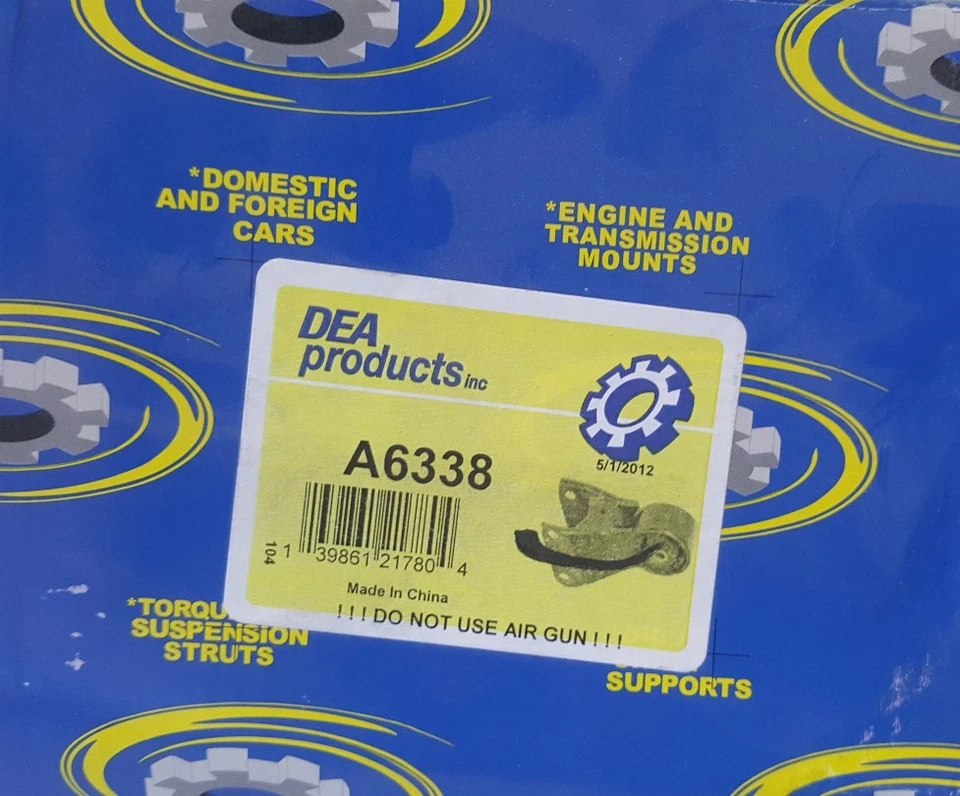 *DOMESTIC
AND FOREIGN
CARS
*ENGINE AND
TRANSMISSION
MOUNTS
DEA
products inc
5/1/2012
A6338
104
1 39861 21780 4
Made In China
!!! DO NOT USE AIR GUN !!!
SUSPENSION
STRUTS
SUPPORTS